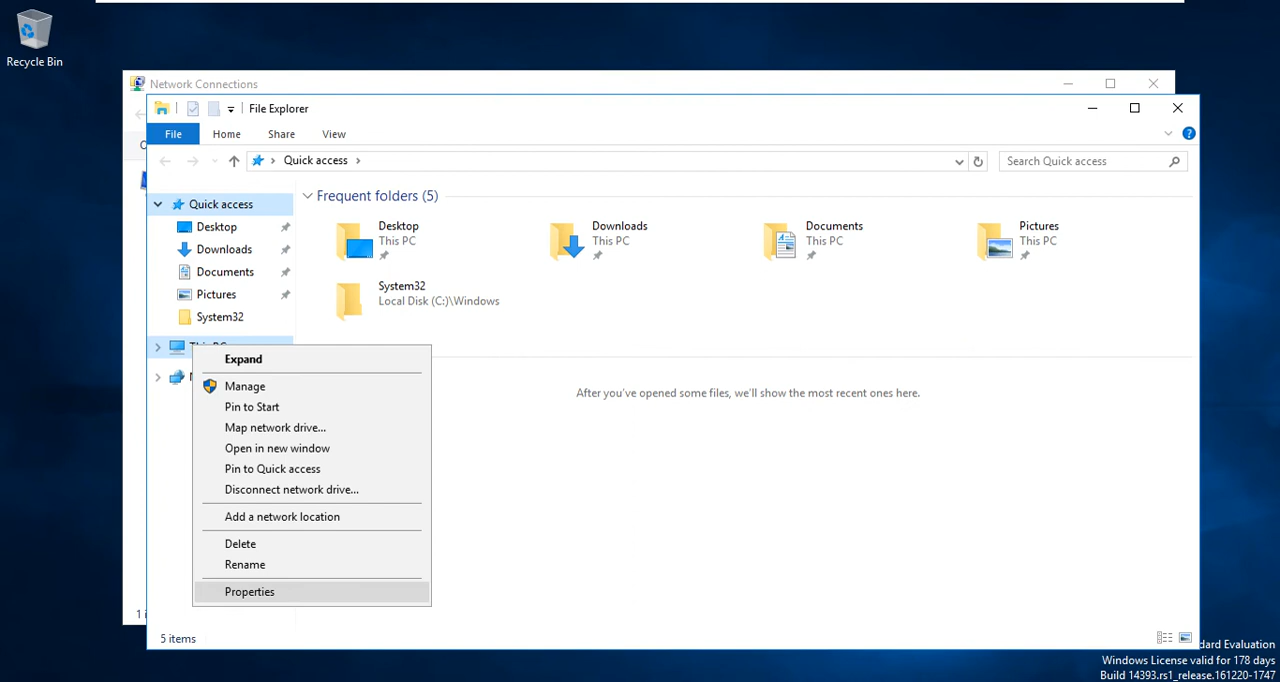 Recycle Bin
Network Connections
File Explorer
File
Home
Share
View
Quick access
Search Quick access
Quick access
Desktop
Downloads
Documents
Pictures
System32
Frequent folders (5)
Desktop
This PC
Downloads
This PC
Documents
This PC
Pictures
This PC
System32
Local Disk (C:)\Windows
After you've opened some files, we'll show the most recent ones here.
This PC
Expand
Manage
Pin to Start
Map network drive...
Open in new window
Pin to Quick access
Disconnect network drive...
Add a network location
Delete
Rename
Properties
5 items
dard Evaluation
Windows License valid for 178 days
Build 14393.rs1_release.161220-1747